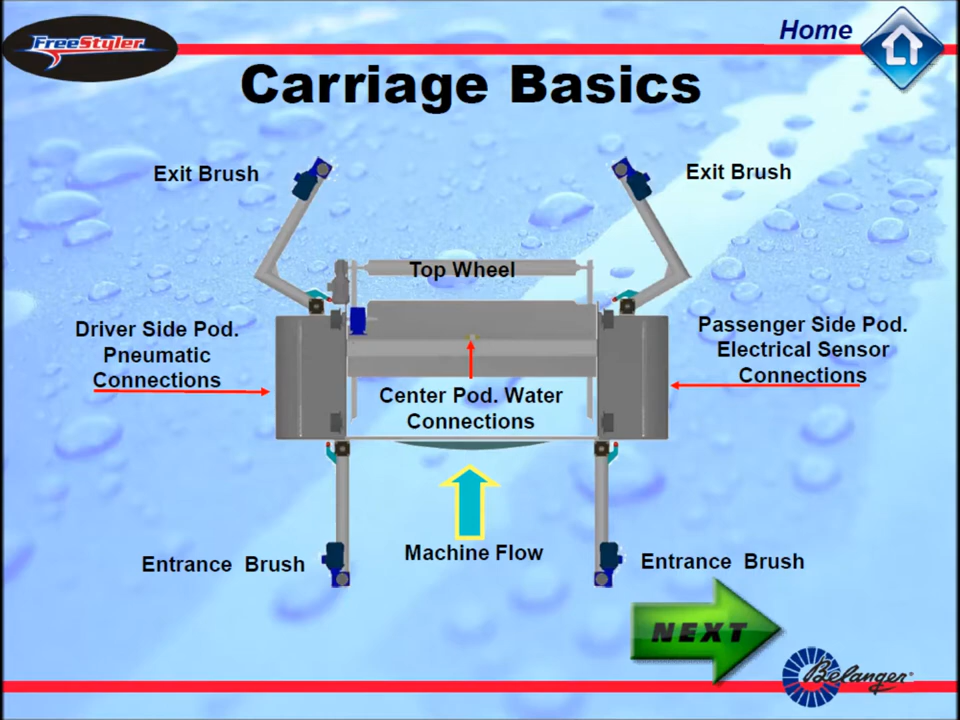 FreeStyler
Home
Carriage Basics
Exit Brush
Exit Brush
Top Wheel
Driver Side Pod.
Pneumatic
Connections
Passenger Side Pod.
Electrical Sensor
Connections
Center Pod. Water
Connections
Machine Flow
Entrance Brush
Entrance Brush
NEXT
Belanger®